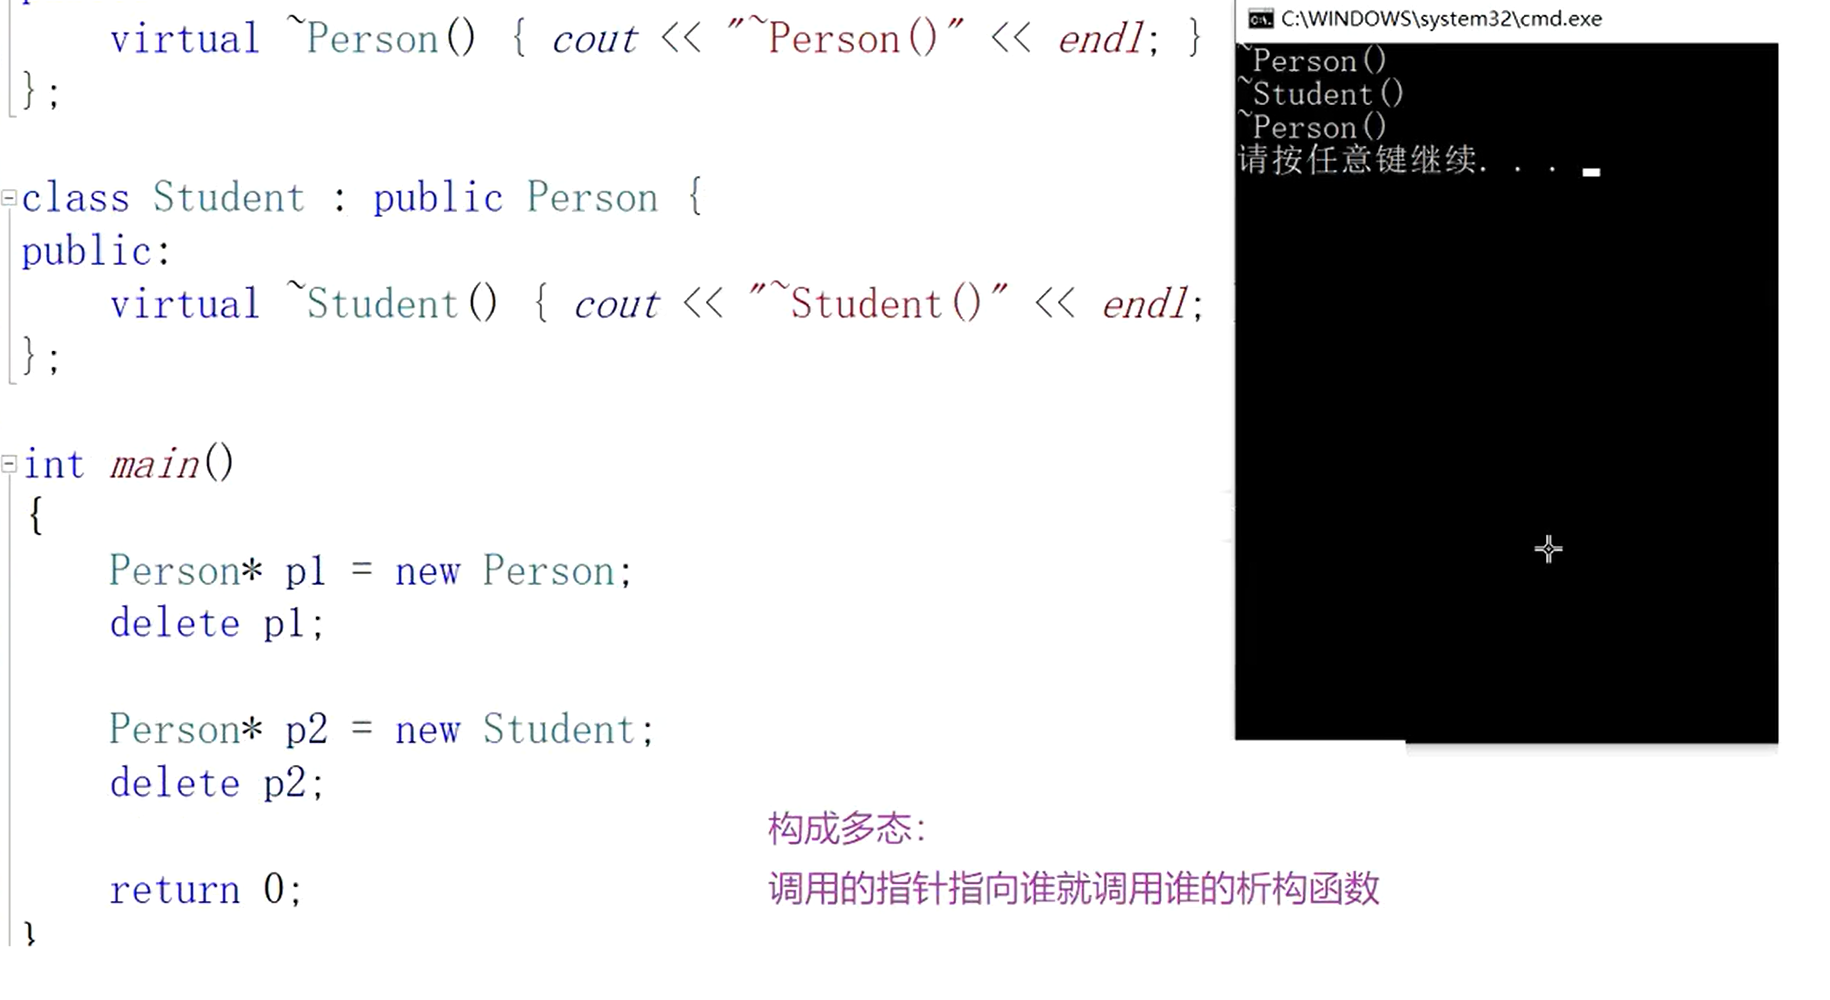 virtual ~Person() { cout << "~Person()" << endl; }
};
class Student : public Person {
public:
virtual ~Student() { cout << "~Student()" << endl;
};
int main()
{
Person* p1 = new Person;
delete p1;
Person* p2 = new Student;
delete p2;
return 0;
}
构成多态:
调用的指针指向谁就调用谁的析构函数
C:\WINDOWS\system32\cmd.exe
~Person()
~Student()
~Person()
请按任意键继续. . .